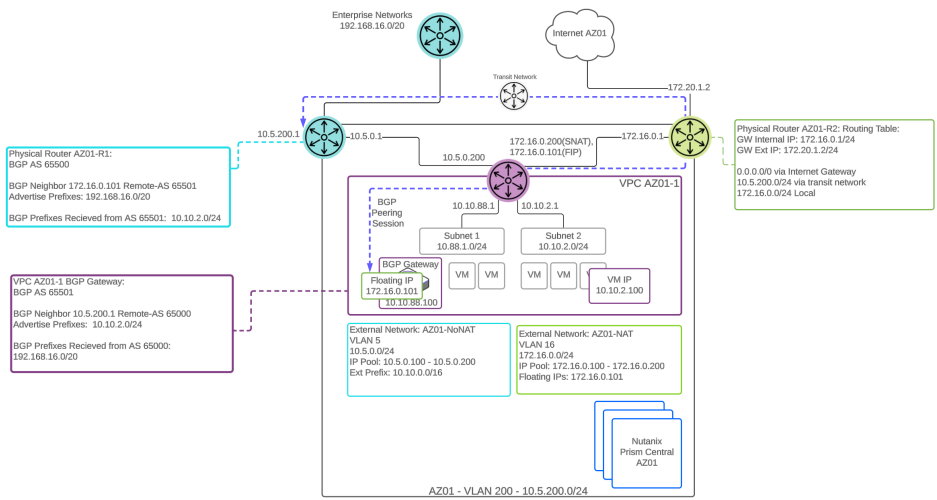 Enterprise Networks
192.168.16.0/20
Internet AZ01
Transit Network
172.20.1.2
10.5.200.1
10.5.0.1
172.16.0.200(SNAT),
172.16.0.101(FIP)
172.16.0.1
10.5.0.200
Physical Router AZ01-R1:
BGP AS 65500
BGP Neighbor 172.16.0.101 Remote-AS 65501
Advertise Prefixes: 192.168.16.0/20
BGP Prefixes Recieved from AS 65501:  10.10.2.0/24
Physical Router AZ01-R2: Routing Table:
GW Internal IP: 172.16.0.1/24
GW Ext IP: 172.20.1.2/24
0.0.0.0/0 via Internet Gateway
10.5.200.0/24 via transit network
172.16.0.0/24 Local
VPC AZ01-1
BGP
Peering
Session
10.10.88.1
10.10.2.1
Subnet 1
10.88.1.0/24
Subnet 2
10.10.2.0/24
BGP Gateway
Floating IP
172.16.0.101
10.10.88.100
VM
VM
VM
VM
VM
VM IP
10.10.2.100
VPC AZ01-1 BGP Gateway:
BGP AS 65501
BGP Neighbor 10.5.200.1 Remote-AS 65000
Advertise Prefixes:  10.10.2.0/24
BGP Prefixes Recieved from AS 65000:
192.168.16.0/20
External Network: AZ01-NoNAT
VLAN 5
10.5.0.0/24
IP Pool: 10.5.0.100 - 10.5.0.200
Ext Prefix: 10.10.0.0/16
External Network: AZ01-NAT
VLAN 16
172.16.0.0/24
IP Pool: 172.16.0.100 - 172.16.0.200
Floating IPs: 172.16.0.101
Nutanix
Prism Central
AZ01
AZ01 - VLAN 200 - 10.5.200.0/24